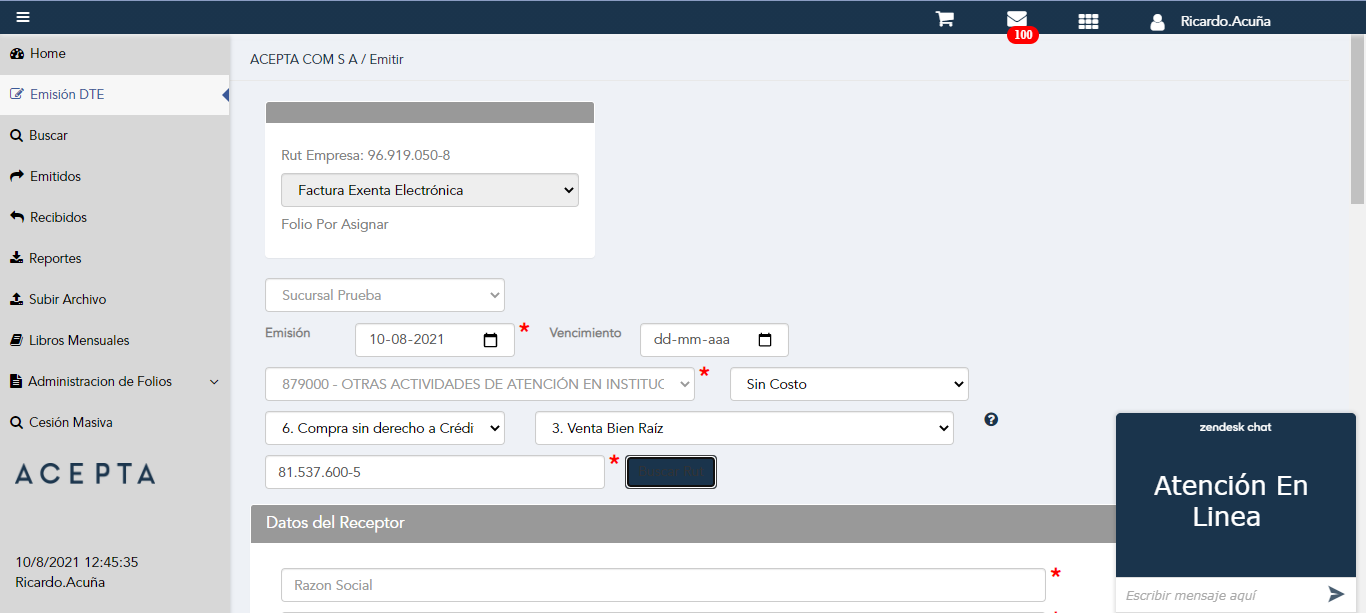 Ricardo.Acuña
100
Home
ACEPTA COM S A / Emitir
Emisión DTE
Buscar
Emitidos
Recibidos
Reportes
Subir Archivo
Libros Mensuales
Administracion de Folios
Cesión Masiva
ACEPTA
10/8/2021 12:45:35
Ricardo.Acuña
Rut Empresa: 96.919.050-8
Factura Exenta Electrónica
Folio Por Asignar
Sucursal Prueba
Emisión 10-08-2021 * Vencimiento dd-mm-aaa
879000 - OTRAS ACTIVIDADES DE ATENCIÓN EN INSTITUC * Sin Costo
6. Compra sin derecho a Crédi 3. Venta Bien Raíz ?
81.537.600-5 *
Datos del Receptor
Razon Social *
zendesk chat
Atención En
Linea
Escribir mensaje aquí